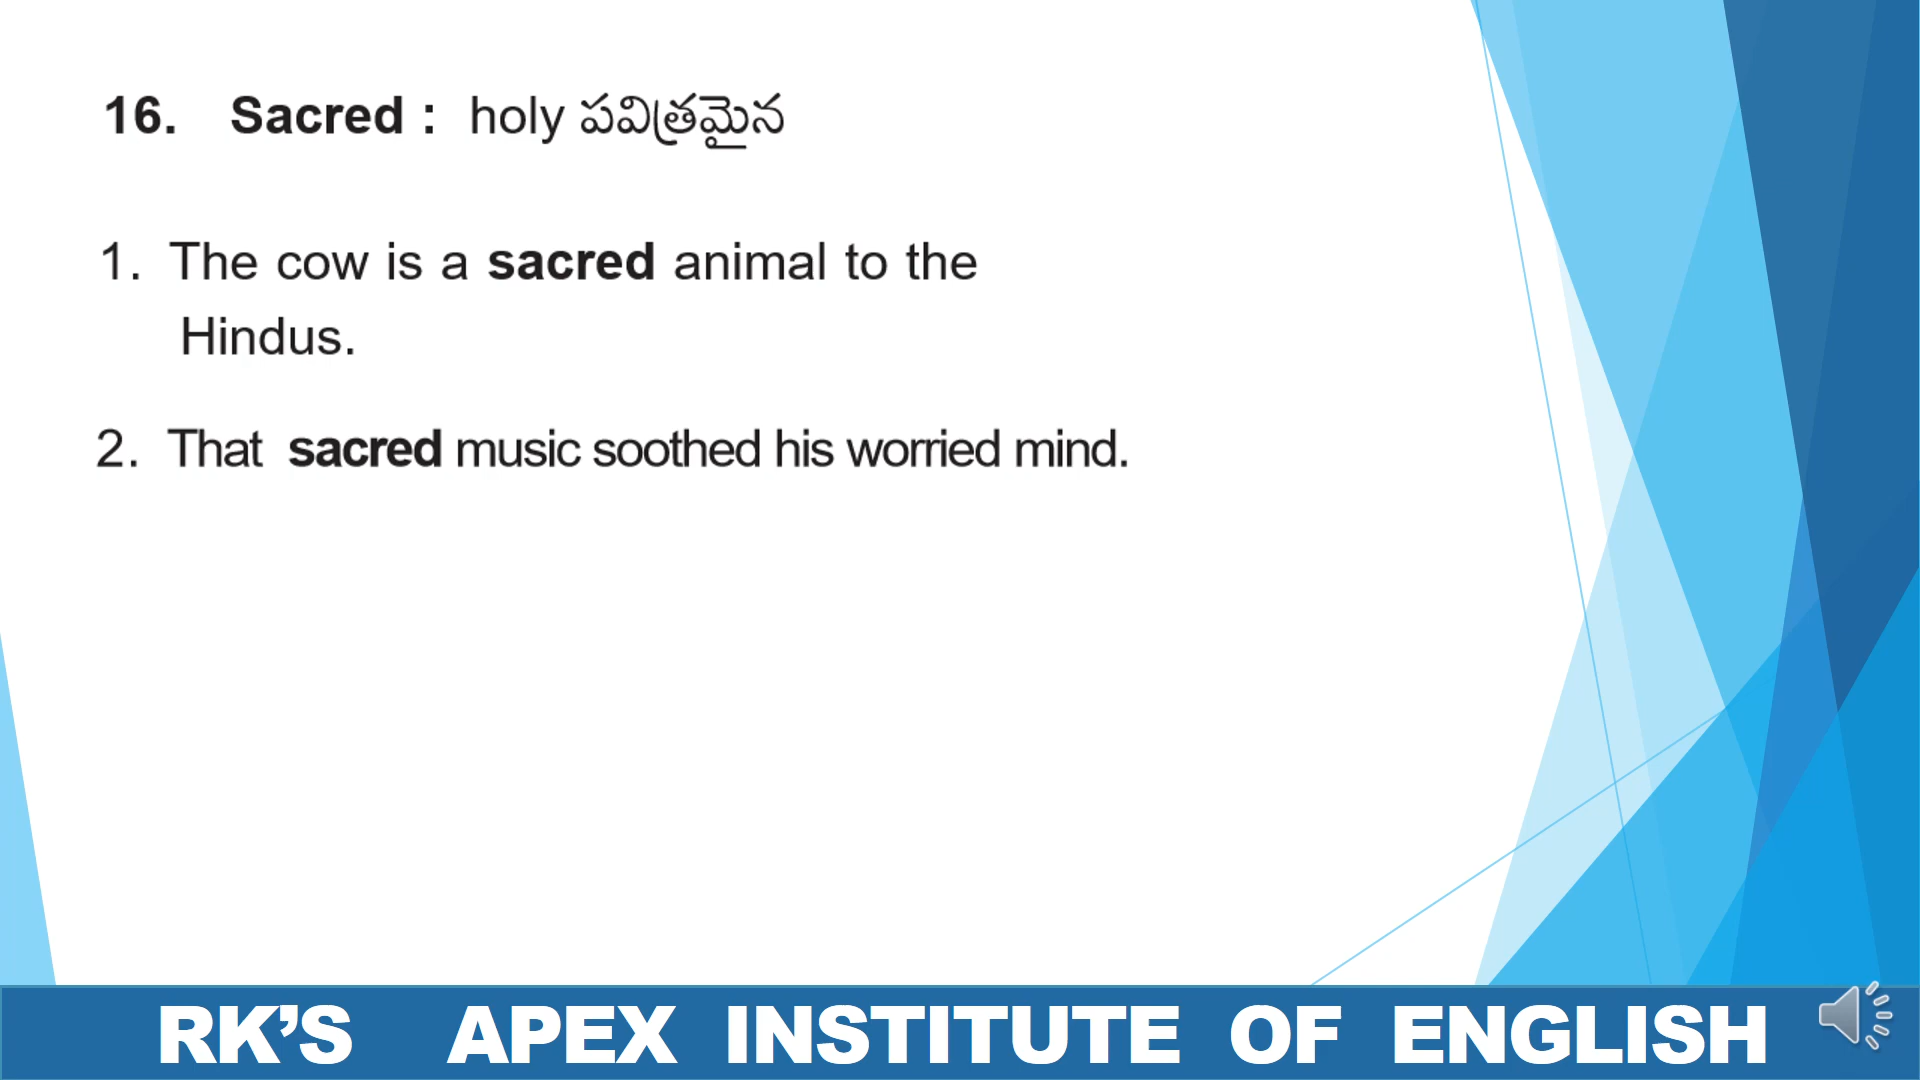 16. Sacred : holy పవిత్రమైన
1. The cow is a sacred animal to the
Hindus.
2. That sacred music soothed his worried mind.
RK’S APEX INSTITUTE OF ENGLISH